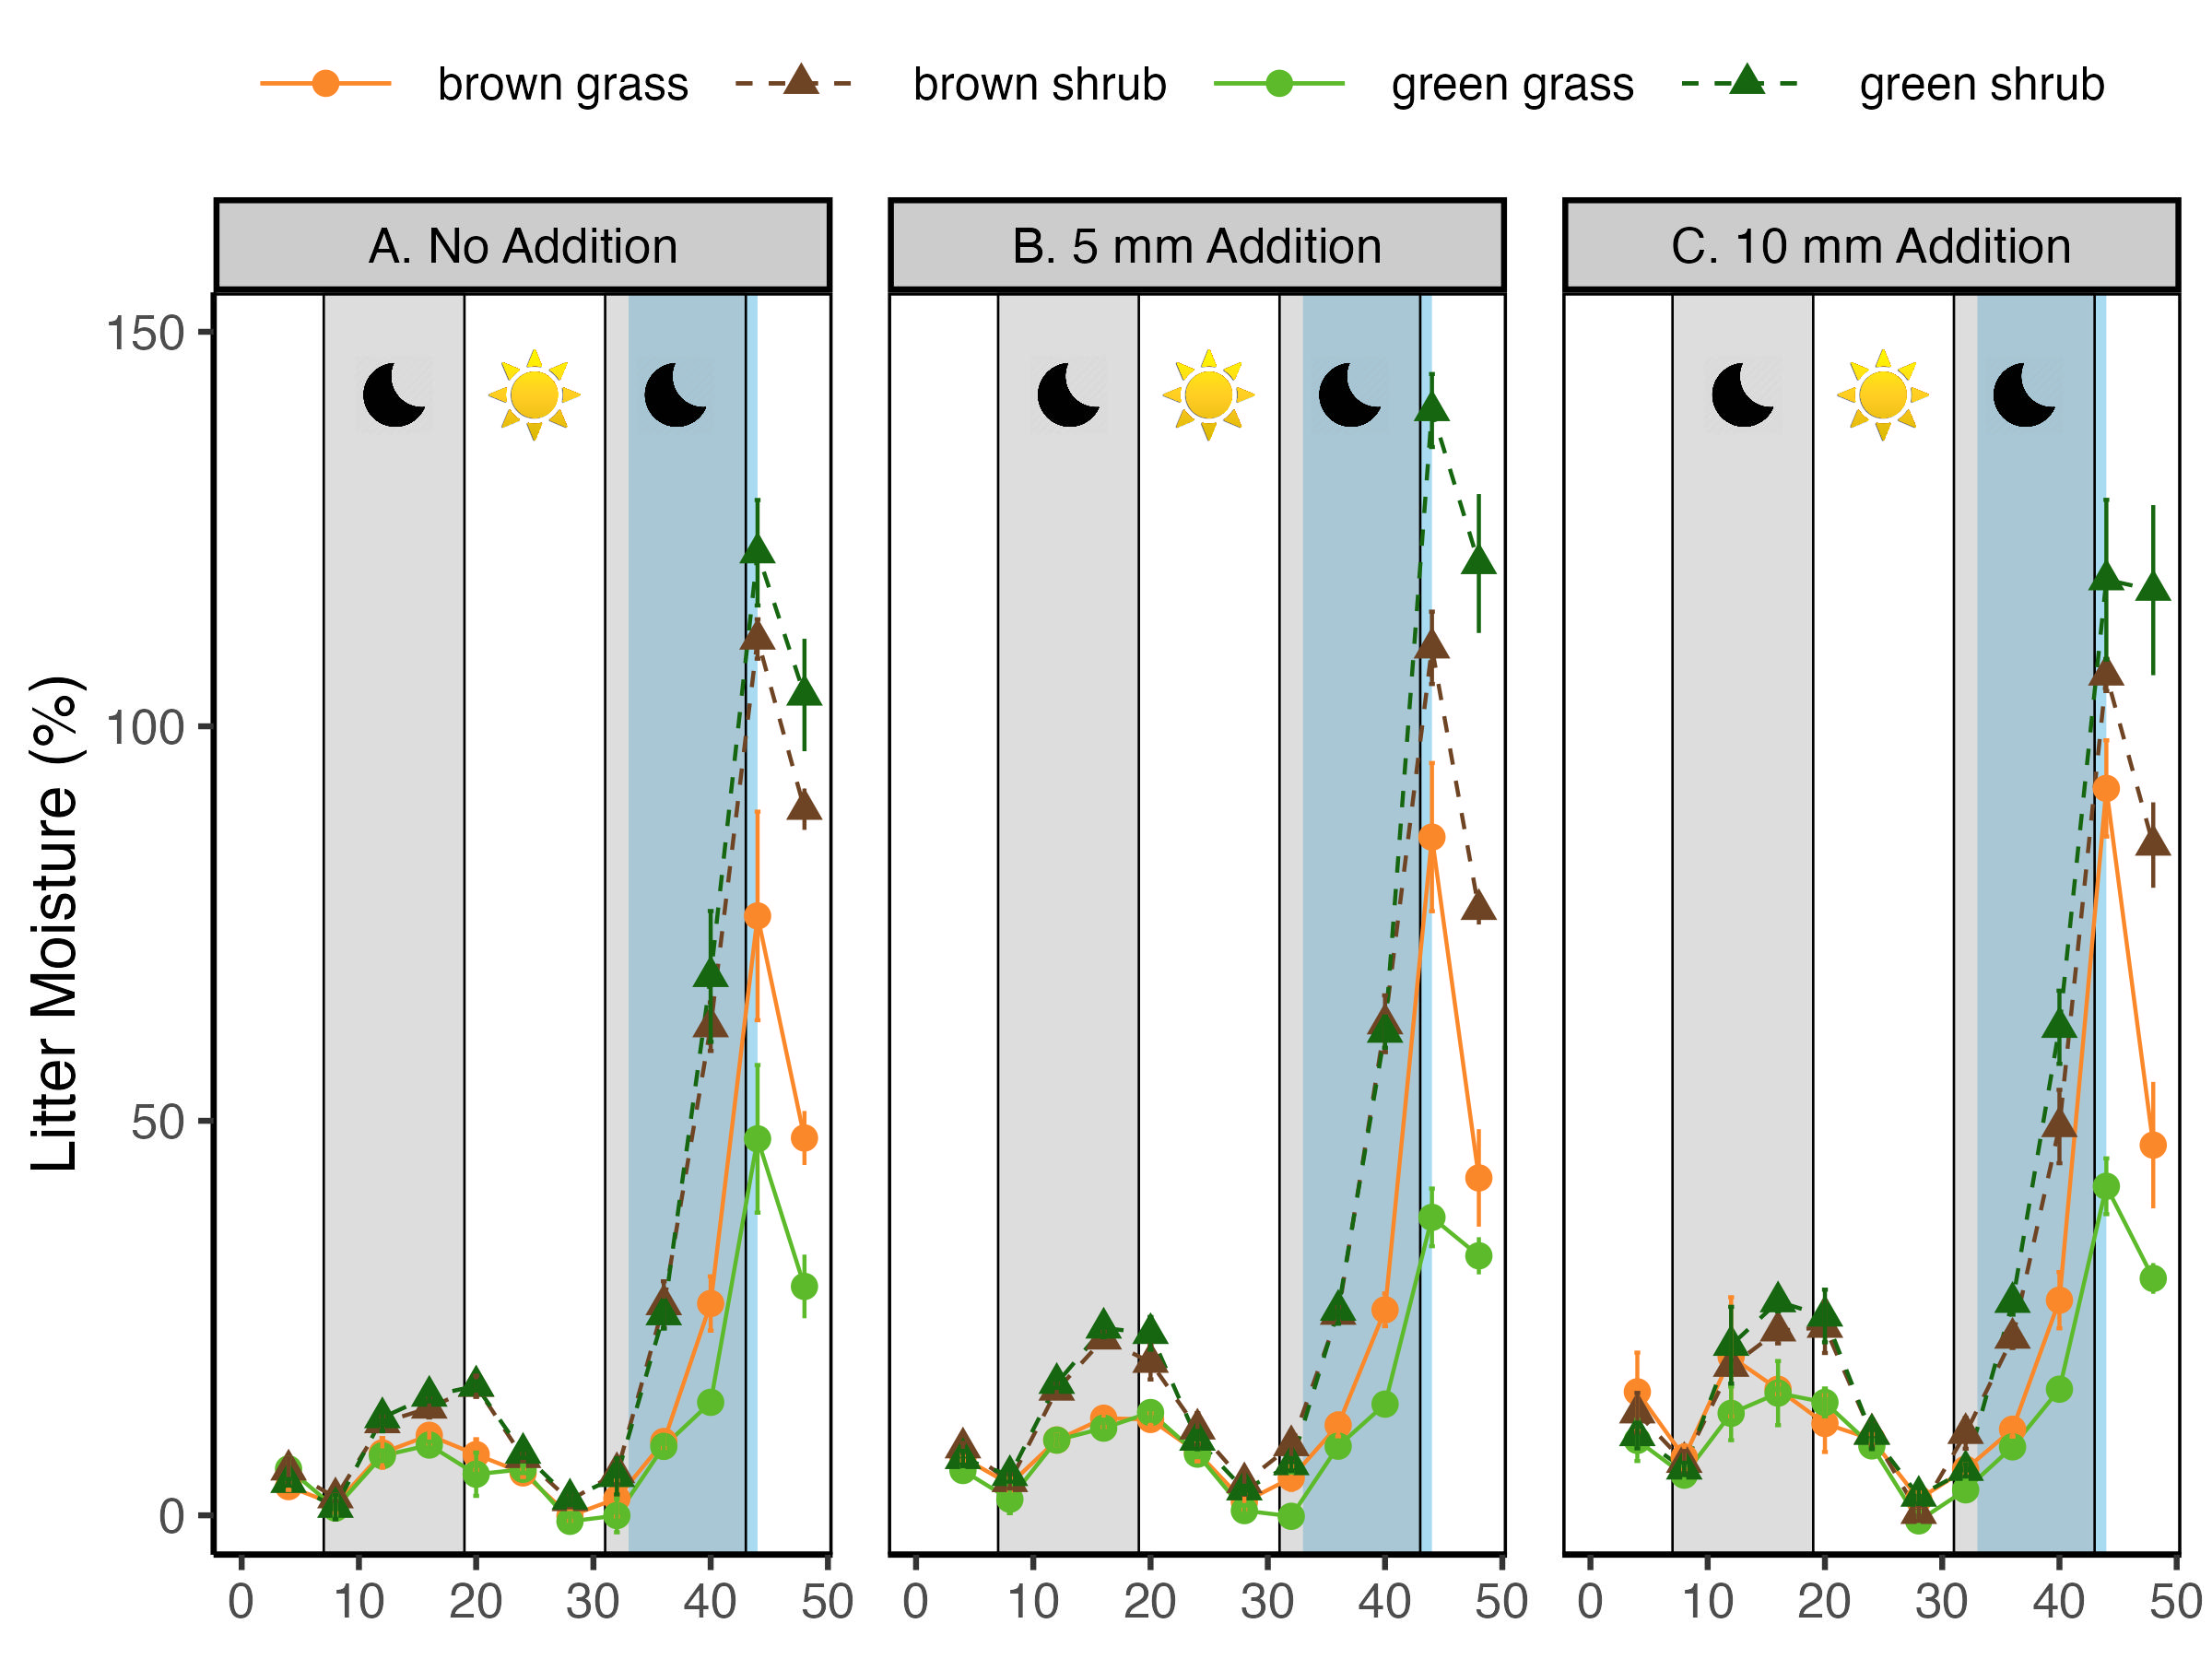 brown grass brown shrub green grass green shrub
A. No Addition B. 5 mm Addition C. 10 mm Addition
Litter Moisture (%)
150
100
50
0
0 10 20 30 40 50 0 10 20 30 40 50 0 10 20 30 40 50